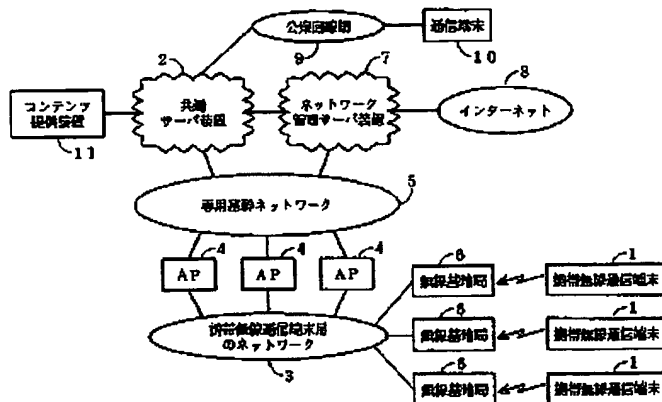 公衆回線網
9
通信端末
10
2
共通
サーバ装置
7
ネットワーク
管理サーバ装置
8
インターネット
コンテンツ
提供装置
11
専用基幹ネットワーク
5
4
AP
4
AP
4
AP
携帯無線通信端末局
のネットワーク
3
6
無線基地局
1
携帯無線通信端末
6
無線基地局
1
携帯無線通信端末
6
無線基地局
1
携帯無線通信端末